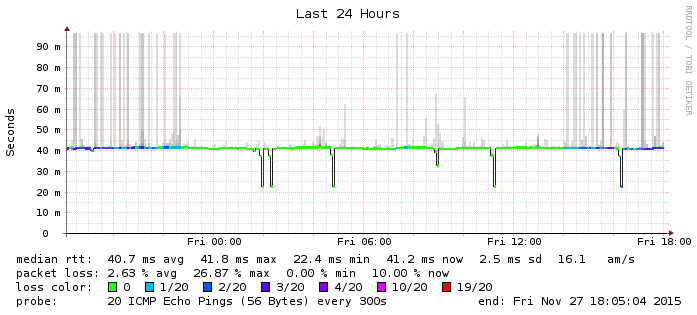 Last 24 Hours
RRDTOOL / TOBI OETIKER
Seconds
90 m
80 m
70 m
60 m
50 m
40 m
30 m
20 m
10 m
0
Fri 00:00 Fri 06:00 Fri 12:00 Fri 18:00
median rtt: 40.7 ms avg 41.8 ms max 22.4 ms min 41.2 ms now 2.5 ms sd 16.1 am/s
packet loss: 2.63 % avg 26.87 % max 0.00 % min 10.00 % now
loss color: 0 1/20 2/20 3/20 4/20 10/20 19/20
probe: 20 ICMP Echo Pings (56 Bytes) every 300s end: Fri Nov 27 18:05:04 2015